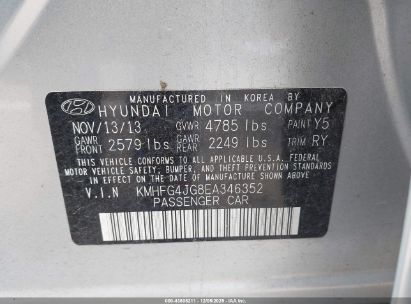 MANUFACTURED IN KOREA BY
HYUNDAI MOTOR COMPANY
NOV/13/13 GVWR 4785 lbs PAINT Y5
GAWR FRONT 2579 lbs GAWR REAR 2249 lbs TRIM RY
THIS VEHICLE CONFORMS TO ALL APPLICABLE U.S.A. FEDERAL
MOTOR VEHICLE SAFETY, BUMPER, AND THEFT PREVENTION
STANDARDS IN EFFECT ON THE DATE OF MANUFACTURE SHOWN ABOVE.
V.I.N KMHFG4JG8EA346352
PASSENGER CAR